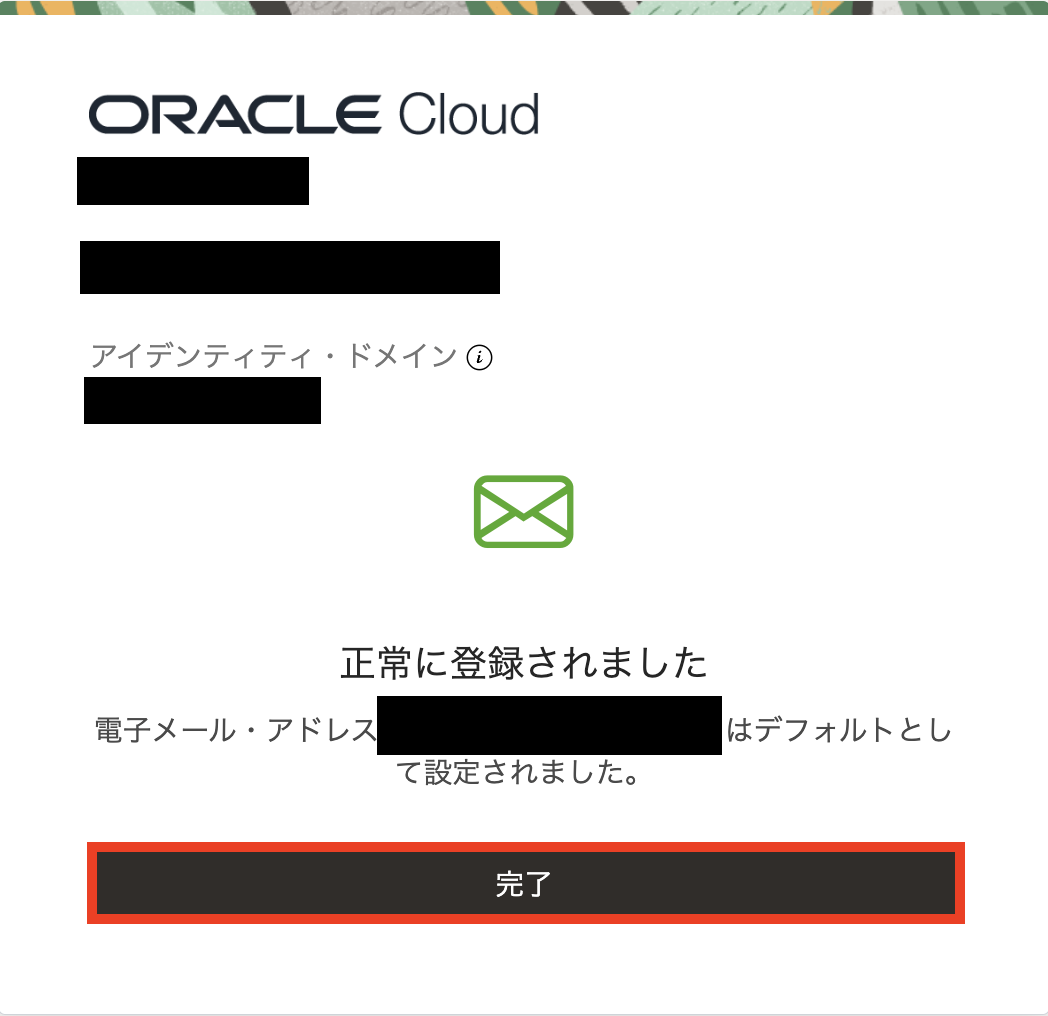 ORACLE Cloud
アイデンティティ・ドメイン i
正常に登録されました
電子メール・アドレス はデフォルトとし
て設定されました。
完了